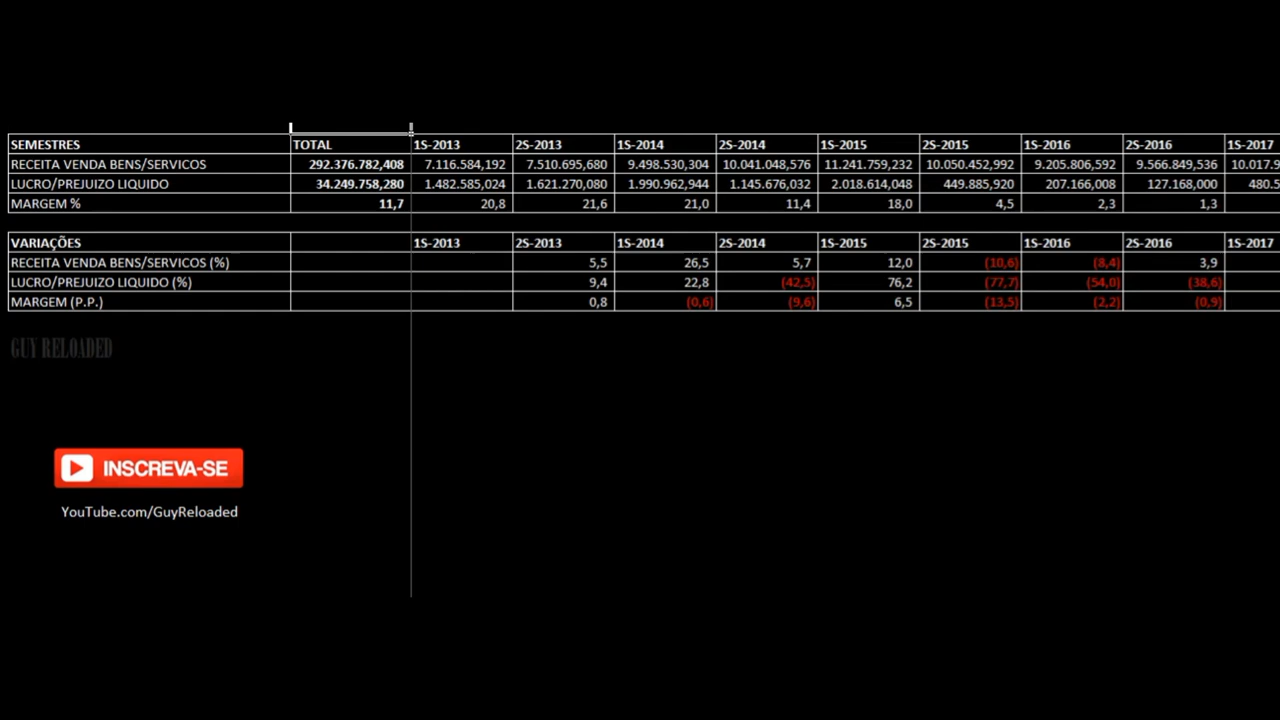 SEMESTRES TOTAL 1S-2013 2S-2013 1S-2014 2S-2014 1S-2015 2S-2015 1S-2016 2S-2016 1S-2017
RECEITA VENDA BENS/SERVICOS 292.376.782,408 7.116.584,192 7.510.695,680 9.498.530,304 10.041.048,576 11.241.759,232 10.050.452,992 9.205.806,592 9.566.849,536 10.017.9
LUCRO/PREJUIZO LIQUIDO 34.249.758,280 1.482.585,024 1.621.270,080 1.990.962,944 1.145.676,032 2.018.614,048 449.885,920 207.166,008 127.168,000 480.5
MARGEM % 11,7 20,8 21,6 21,0 11,4 18,0 4,5 2,3 1,3
VARIAÇÕES 1S-2013 2S-2013 1S-2014 2S-2014 1S-2015 2S-2015 1S-2016 2S-2016 1S-2017
RECEITA VENDA BENS/SERVICOS (%) 5,5 26,5 5,7 12,0 (10,6) (8,4) 3,9
LUCRO/PREJUIZO LIQUIDO (%) 9,4 22,8 (42,5) 76,2 (77,7) (54,0) (38,6)
MARGEM (P.P.) 0,8 (0,6) (9,6) 6,5 (13,5) (2,2) (0,9)
GUY RELOADED
INSCREVA-SE
YouTube.com/GuyReloaded